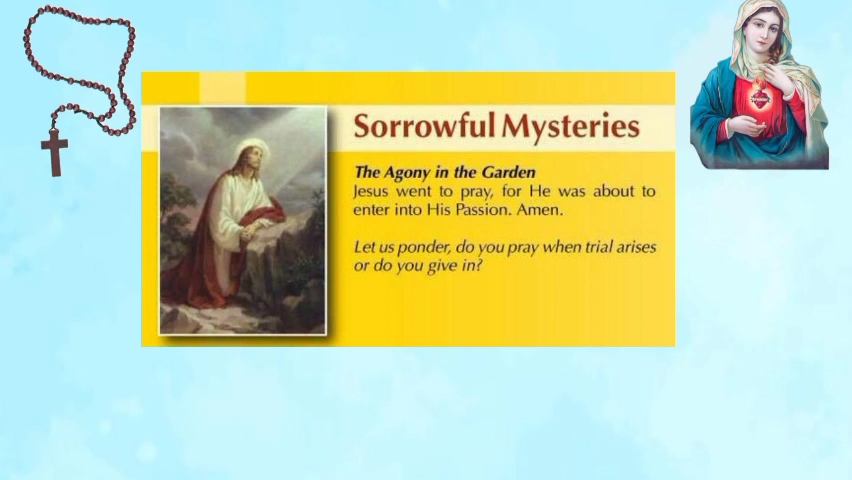 Sorrowful Mysteries
The Agony in the Garden
Jesus went to pray, for He was about to
enter into His Passion. Amen.
Let us ponder, do you pray when trial arises
or do you give in?